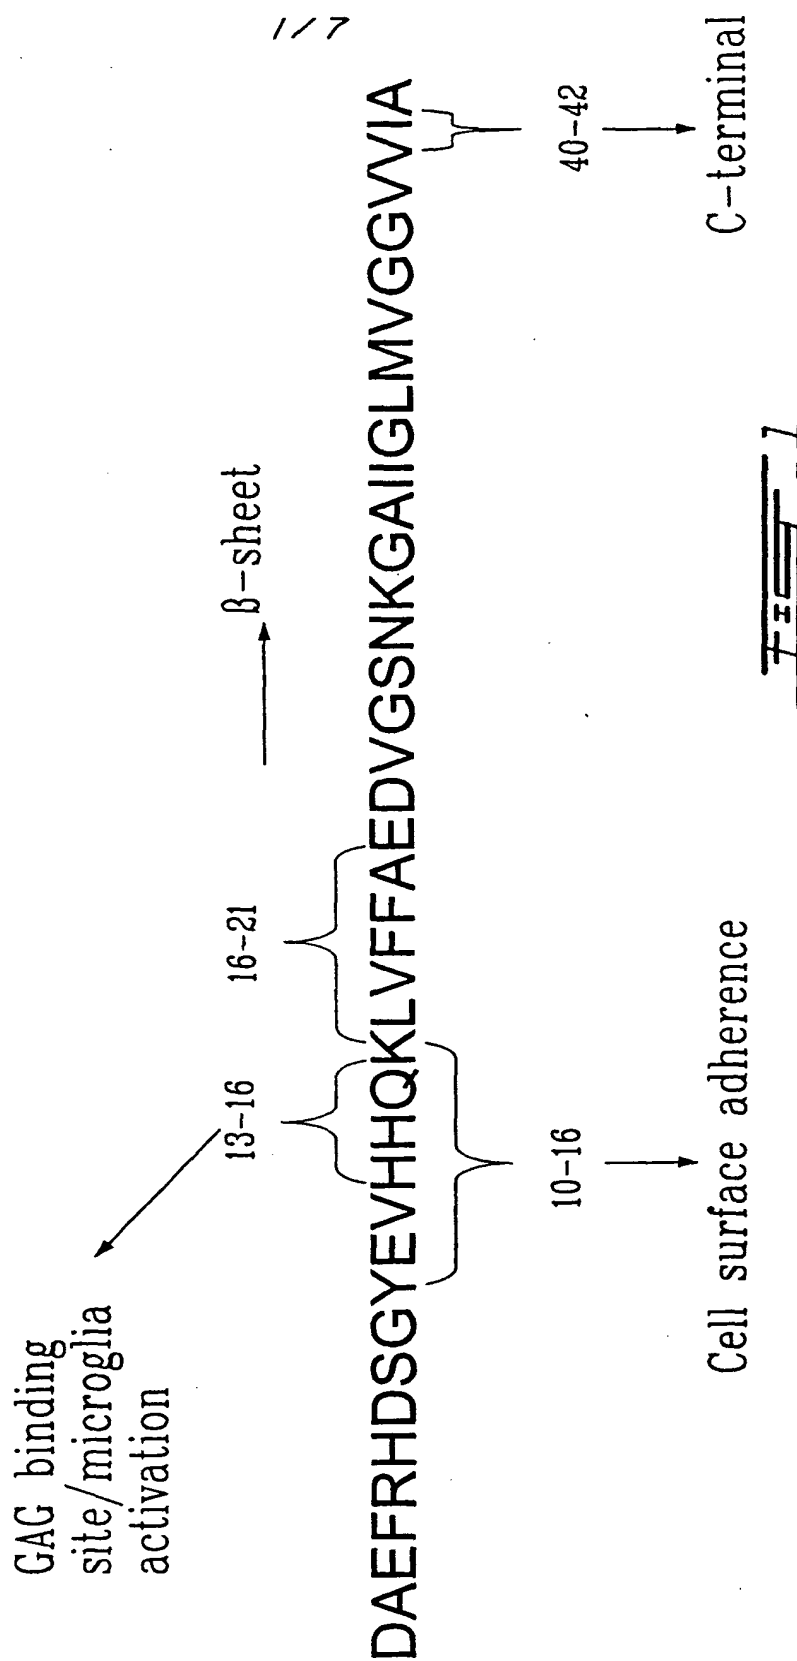 1/7
GAG binding
site/microglia
activation
13-16
16-21
β-sheet
DAEFRHDSGYEVHHQKLVFFAEDVGSNKGAIIGLMVGGVVIA
10-16
40-42
Cell surface adherence
C-terminal
FIG. 1